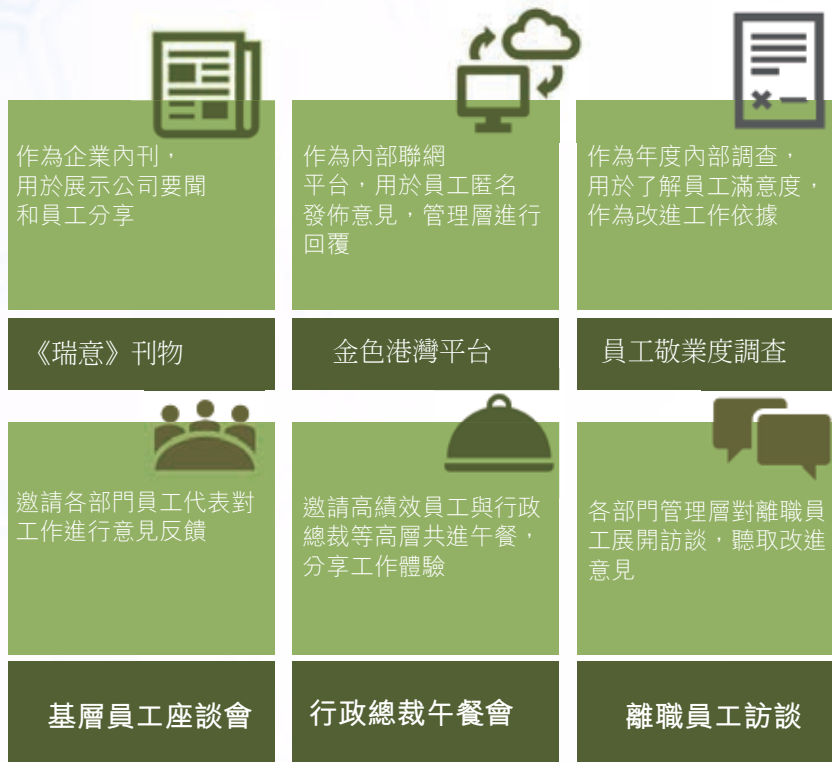 作為企業內刊，
用於展示公司要聞
和員工分享
《瑞意》刊物
作為內部聯網
平台，用於員工匿名
發佈意見，管理層進行
回覆
金色港灣平台
作為年度內部調查，
用於了解員工滿意度，
作為改進工作依據
員工敬業度調查
邀請各部門員工代表對
工作進行意見反饋
基層員工座談會
邀請高績效員工與行政
總裁等高層共進午餐，
分享工作體驗
行政總裁午餐會
各部門管理層對離職員
工展開訪談，聽取改進
意見
離職員工訪談